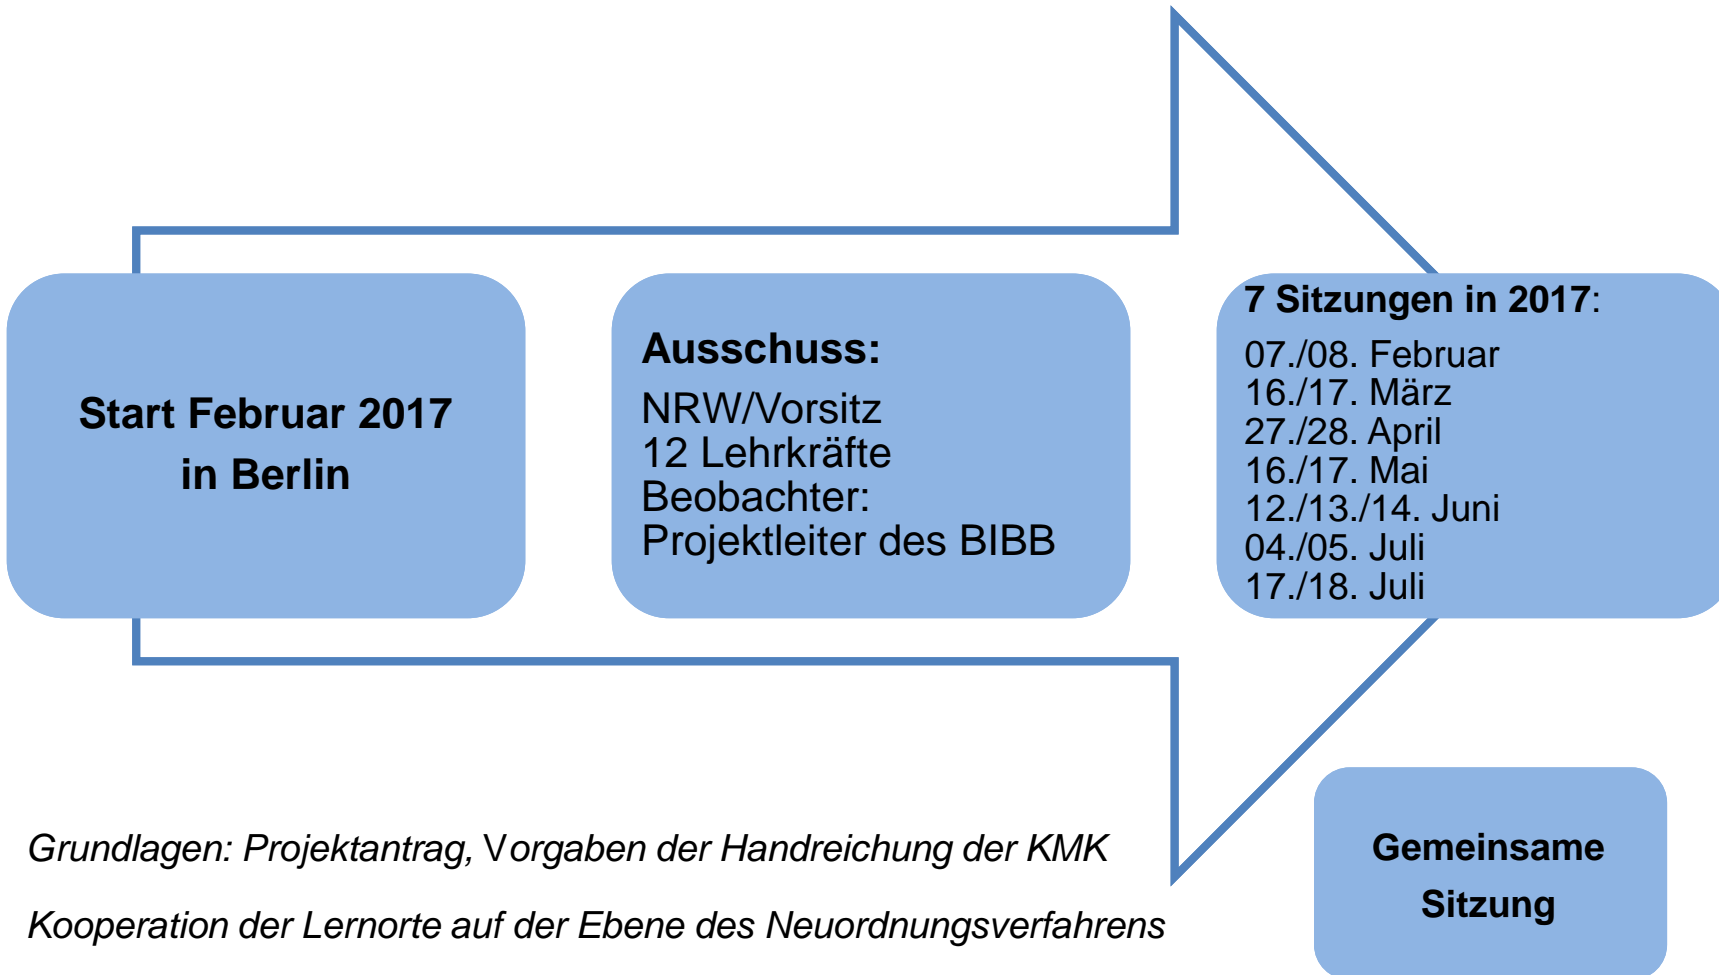 Start Februar 2017
in Berlin
Ausschuss:
NRW/Vorsitz
12 Lehrkräfte
Beobachter:
Projektleiter des BIBB
7 Sitzungen in 2017:
07./08. Februar
16./17. März
27./28. April
16./17. Mai
12./13./14. Juni
04./05. Juli
17./18. Juli
Grundlagen: Projektantrag, Vorgaben der Handreichung der KMK
Kooperation der Lernorte auf der Ebene des Neuordnungsverfahrens
Gemeinsame
Sitzung